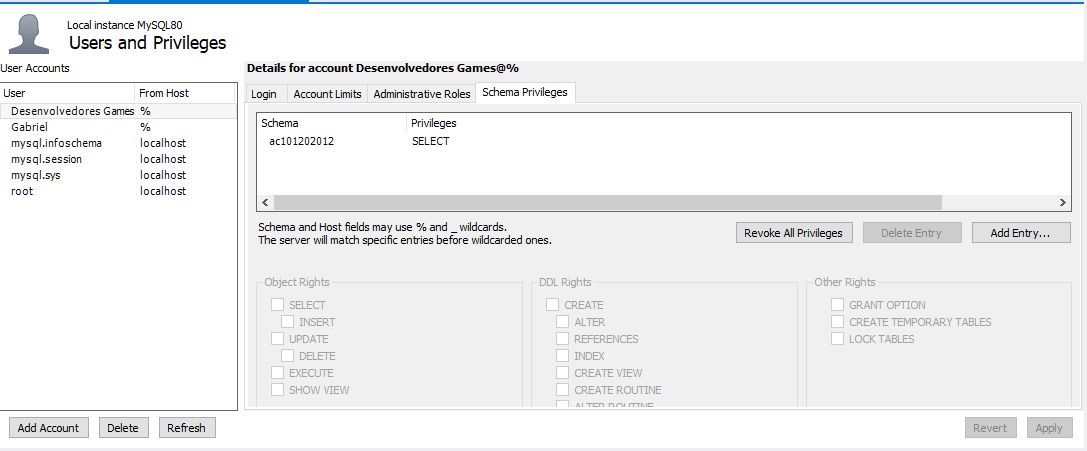 Local instance MySQL80
Users and Privileges
User Accounts
User From Host
Desenvolvedores Games %
Gabriel %
mysql.infoschema localhost
mysql.session localhost
mysql.sys localhost
root localhost
Add Account Delete Refresh
Details for account Desenvolvedores Games@%
Login Account Limits Administrative Roles Schema Privileges
Schema Privileges
ac101202012 SELECT
Schema and Host fields may use % and _ wildcards.
The server will match specific entries before wildcarded ones.
Revoke All Privileges Delete Entry Add Entry...
Object Rights
SELECT
INSERT
UPDATE
DELETE
EXECUTE
SHOW VIEW
DDL Rights
CREATE
ALTER
REFERENCES
INDEX
CREATE VIEW
CREATE ROUTINE
ALTER ROUTINE
Other Rights
GRANT OPTION
CREATE TEMPORARY TABLES
LOCK TABLES
Revert Apply